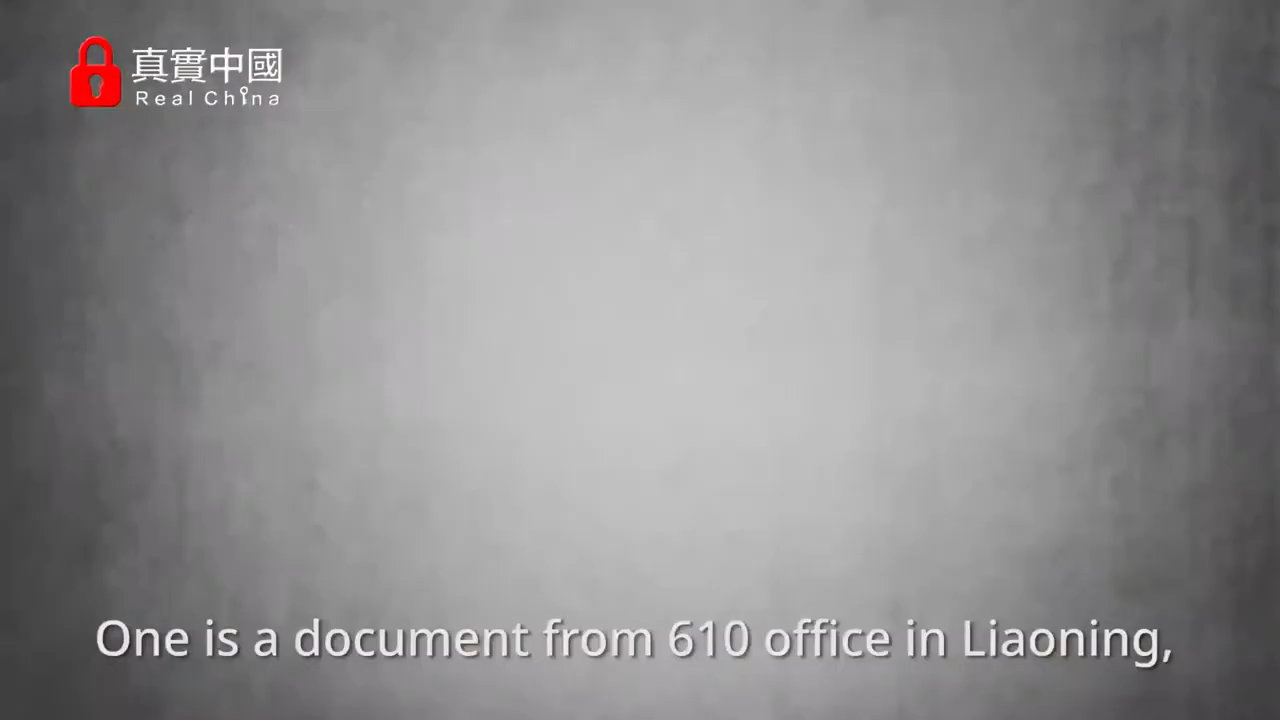 真實中國
Real China
One is a document from 610 office in Liaoning,